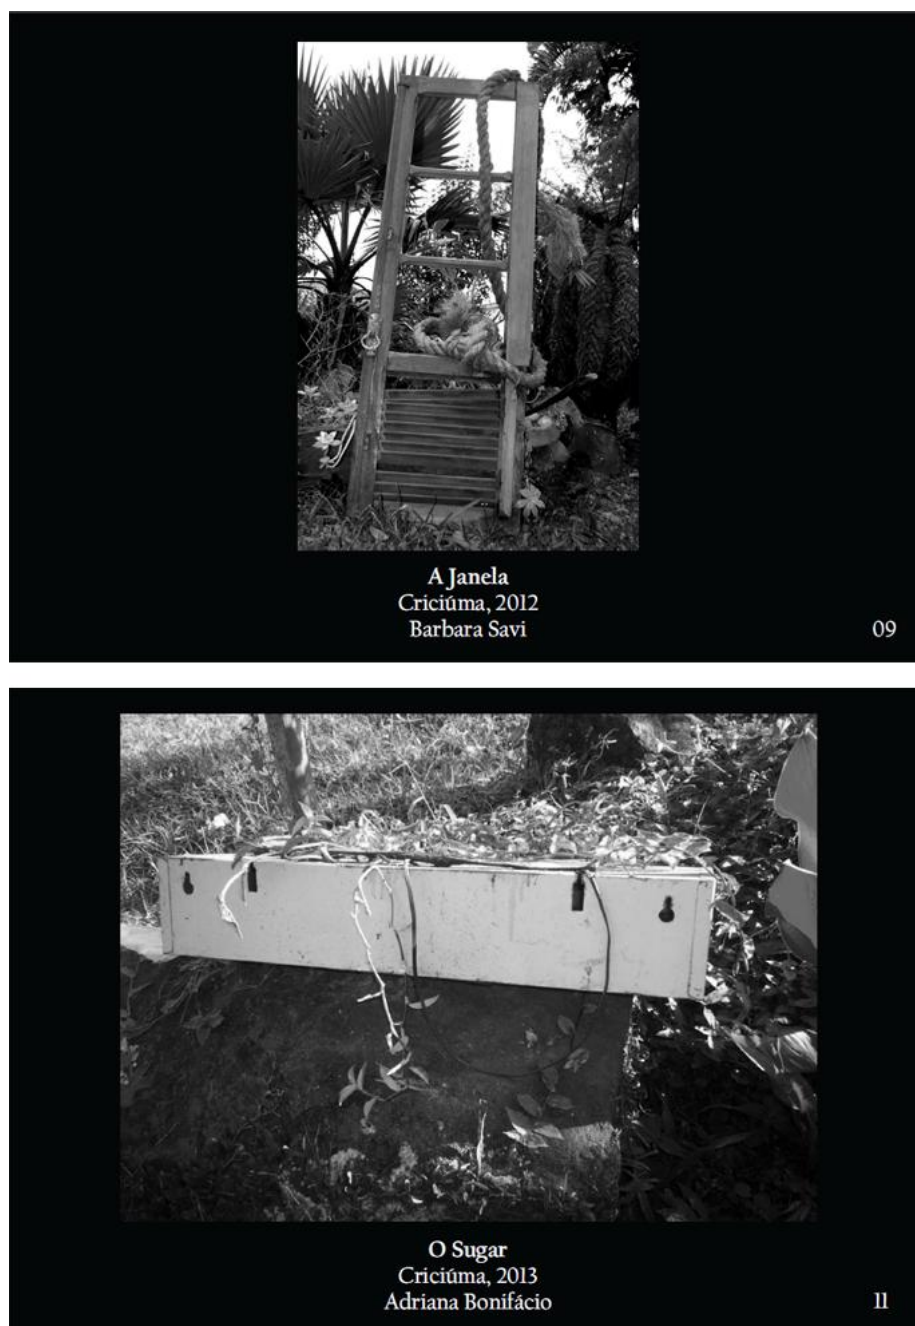 A Janela
Criciúma, 2012
Barbara Savi
09
O Sugar
Criciúma, 2013
Adriana Bonifácio
11